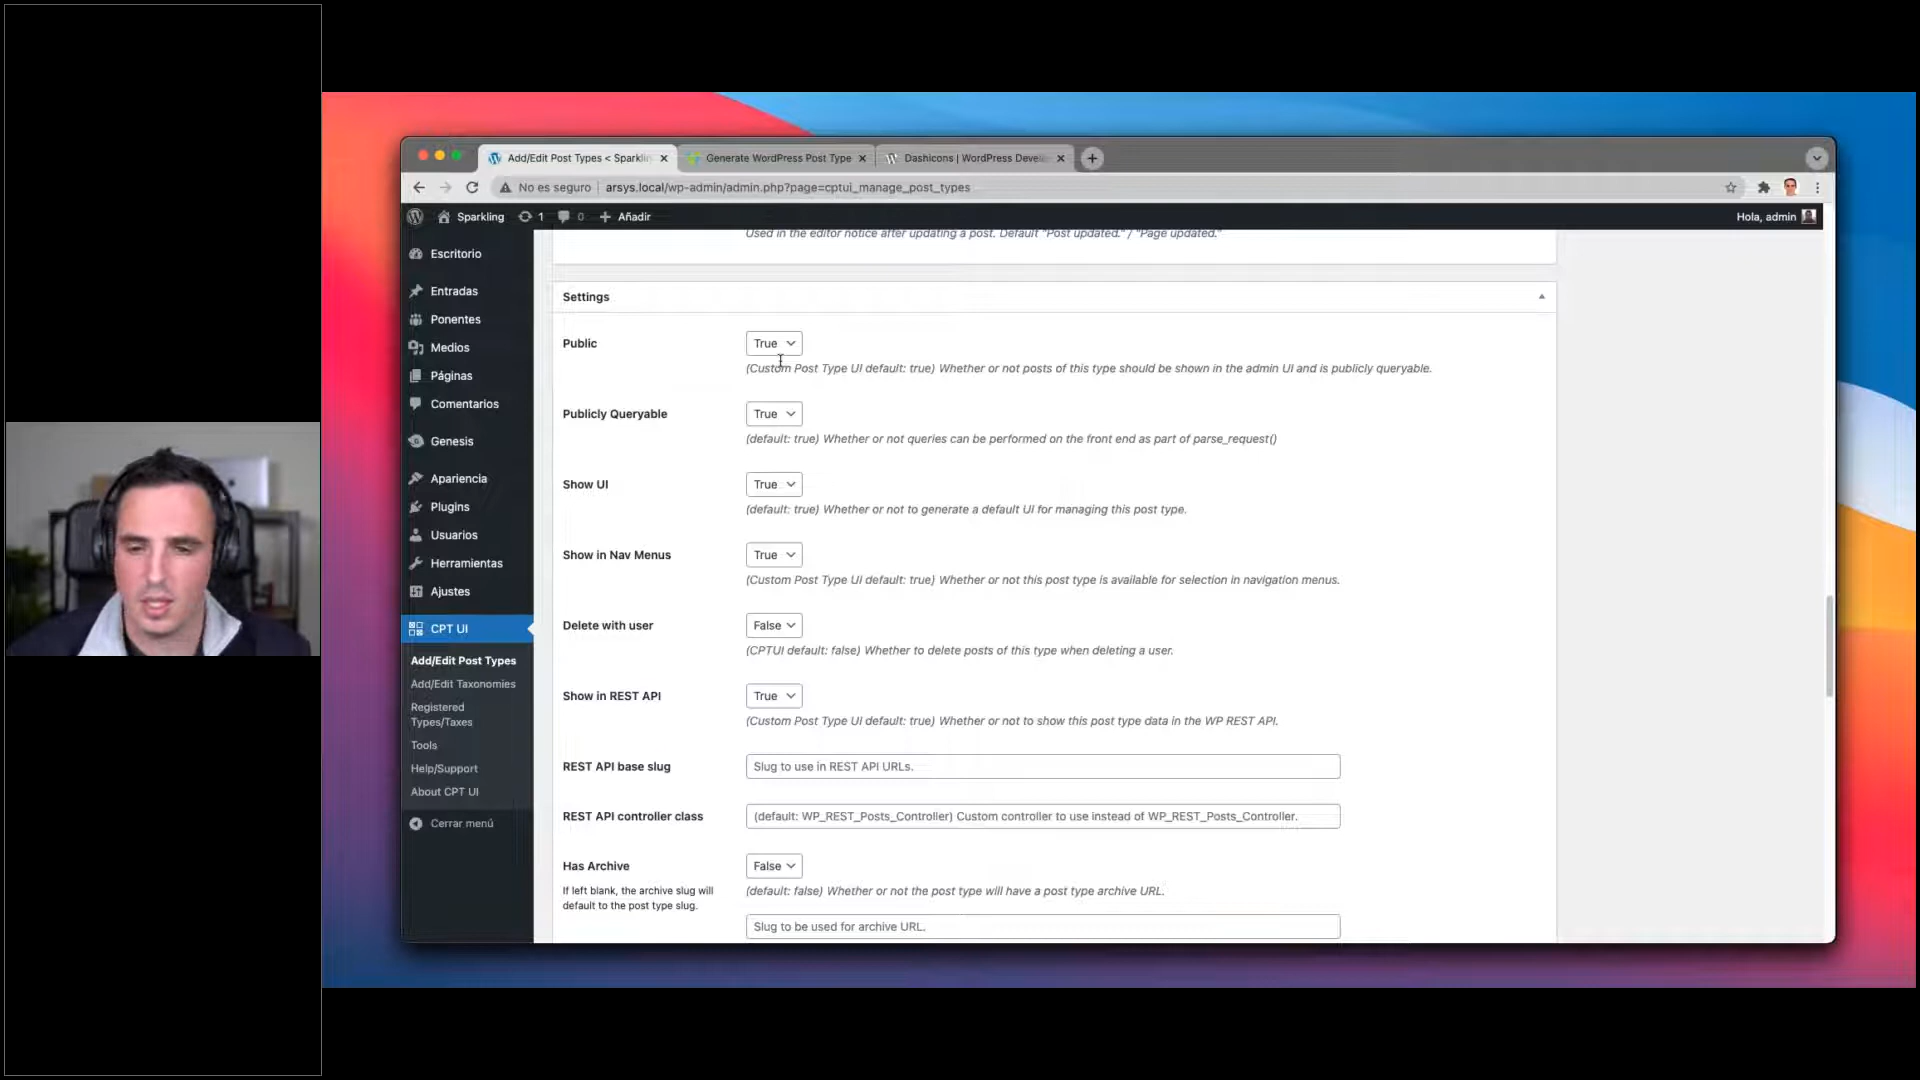 Add/Edit Post Types < Sparklin
Generate WordPress Post Type
Dashicons | WordPress Develo
No es seguro
arsys.local/wp-admin/admin.php?page=cptui_manage_post_types
Sparkling
1
0
Añadir
Hola, admin
Escritorio
Entradas
Ponentes
Medios
Páginas
Comentarios
Genesis
Apariencia
Plugins
Usuarios
Herramientas
Ajustes
CPT UI
Add/Edit Post Types
Add/Edit Taxonomies
Registered
Types/Taxes
Tools
Help/Support
About CPT UI
Cerrar menú
Used in the editor notice after updating a post. Default "Post updated." / "Page updated."
Settings
Public
True
(Custom Post Type UI default: true) Whether or not posts of this type should be shown in the admin UI and is publicly queryable.
Publicly Queryable
True
(default: true) Whether or not queries can be performed on the front end as part of parse_request()
Show UI
True
(default: true) Whether or not to generate a default UI for managing this post type.
Show in Nav Menus
True
(Custom Post Type UI default: true) Whether or not this post type is available for selection in navigation menus.
Delete with user
False
(CPTUI default: false) Whether to delete posts of this type when deleting a user.
Show in REST API
True
(Custom Post Type UI default: true) Whether or not to show this post type data in the WP REST API.
REST API base slug
Slug to use in REST API URLs.
REST API controller class
(default: WP_REST_Posts_Controller) Custom controller to use instead of WP_REST_Posts_Controller.
Has Archive
False
If left blank, the archive slug will
default to the post type slug.
(default: false) Whether or not the post type will have a post type archive URL.
Slug to be used for archive URL.